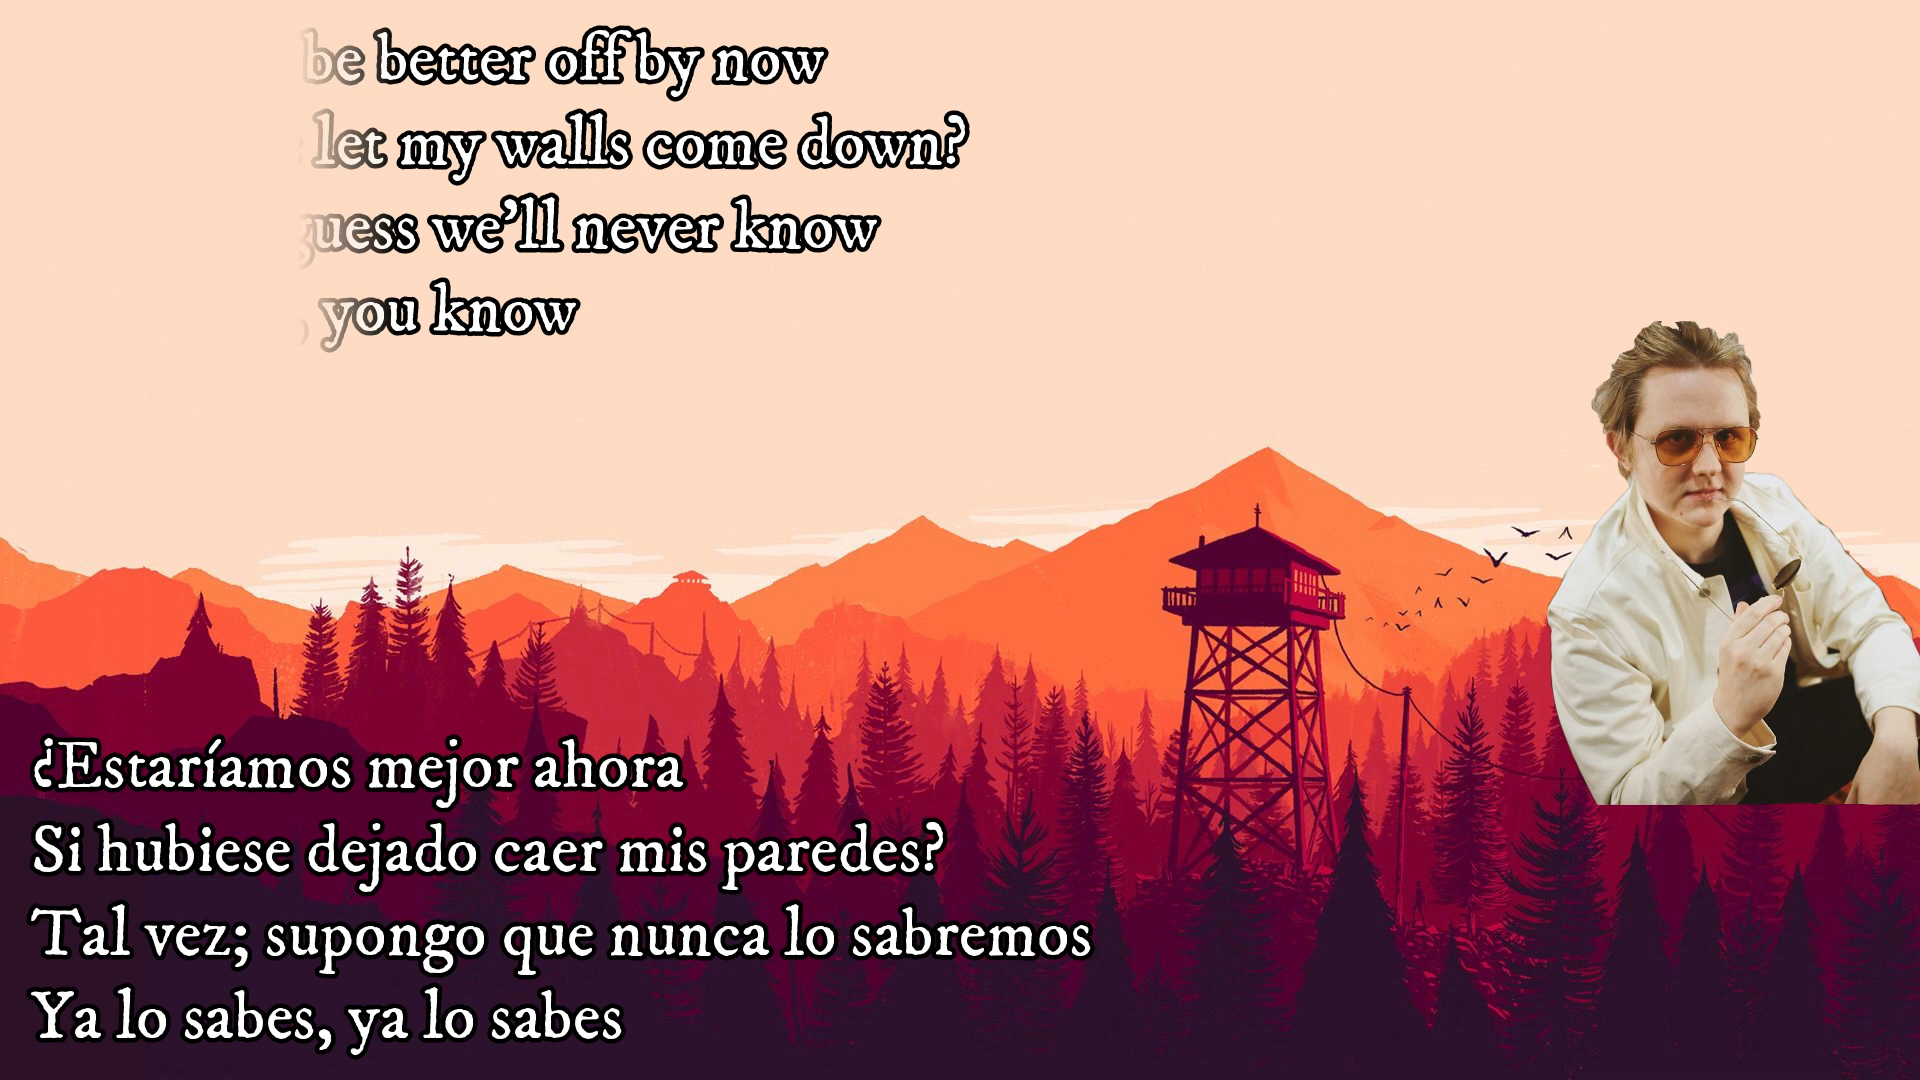 be better off by now
let my walls come down?
guess we'll never know
you know
¿Estaríamos mejor ahora
Si hubiese dejado caer mis paredes?
Tal vez; supongo que nunca lo sabremos
Ya lo sabes, ya lo sabes